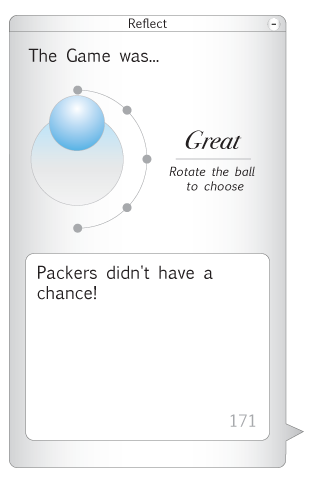 Reflect
The Game was...
Great
Rotate the ball
to choose
Packers didn't have a
chance!
171